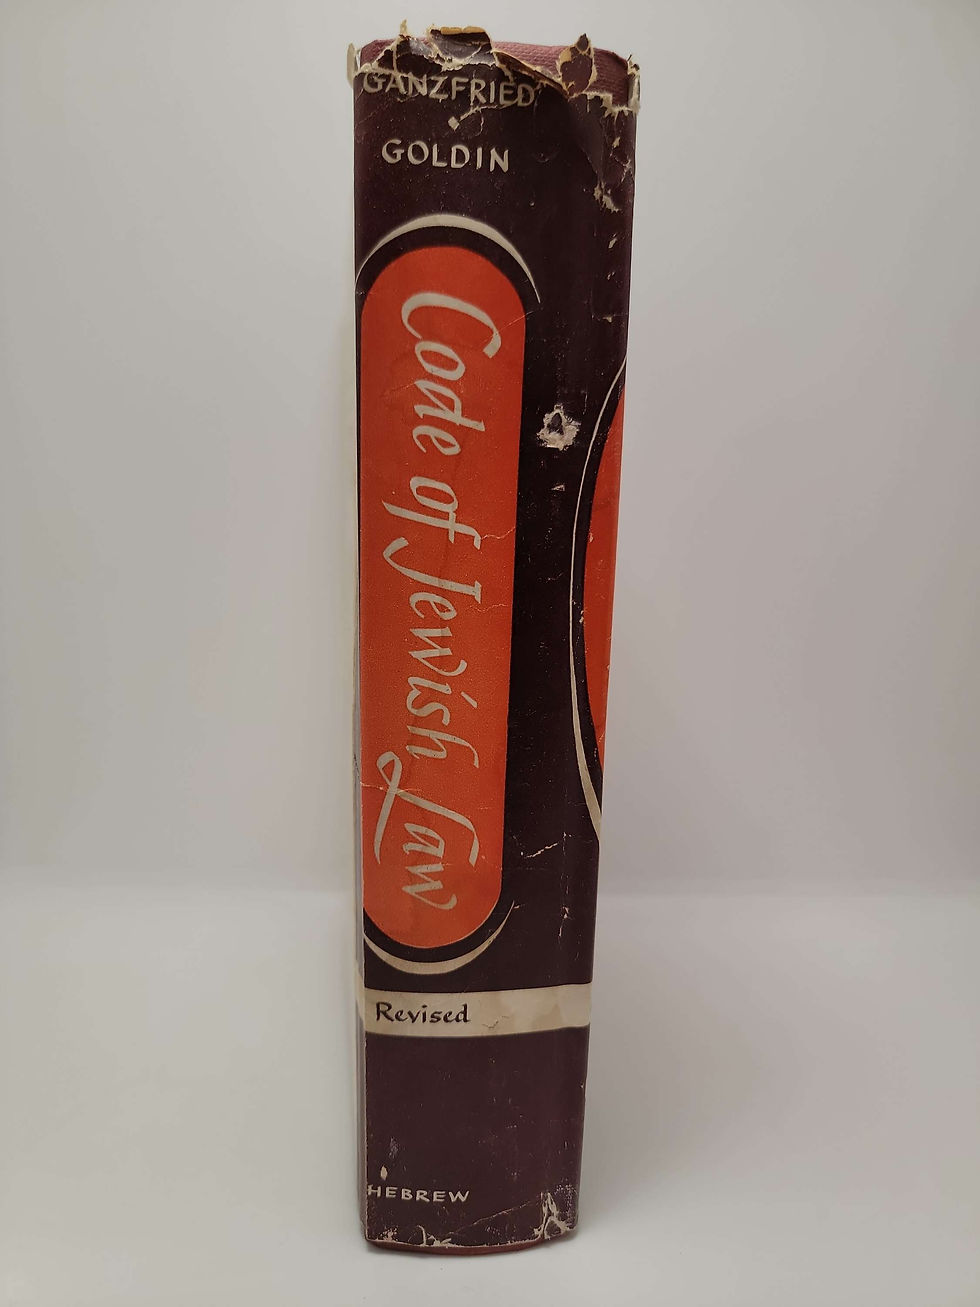 GANZFRIED
GOLDIN
Code of Jewish Law
Revised
HEBREW